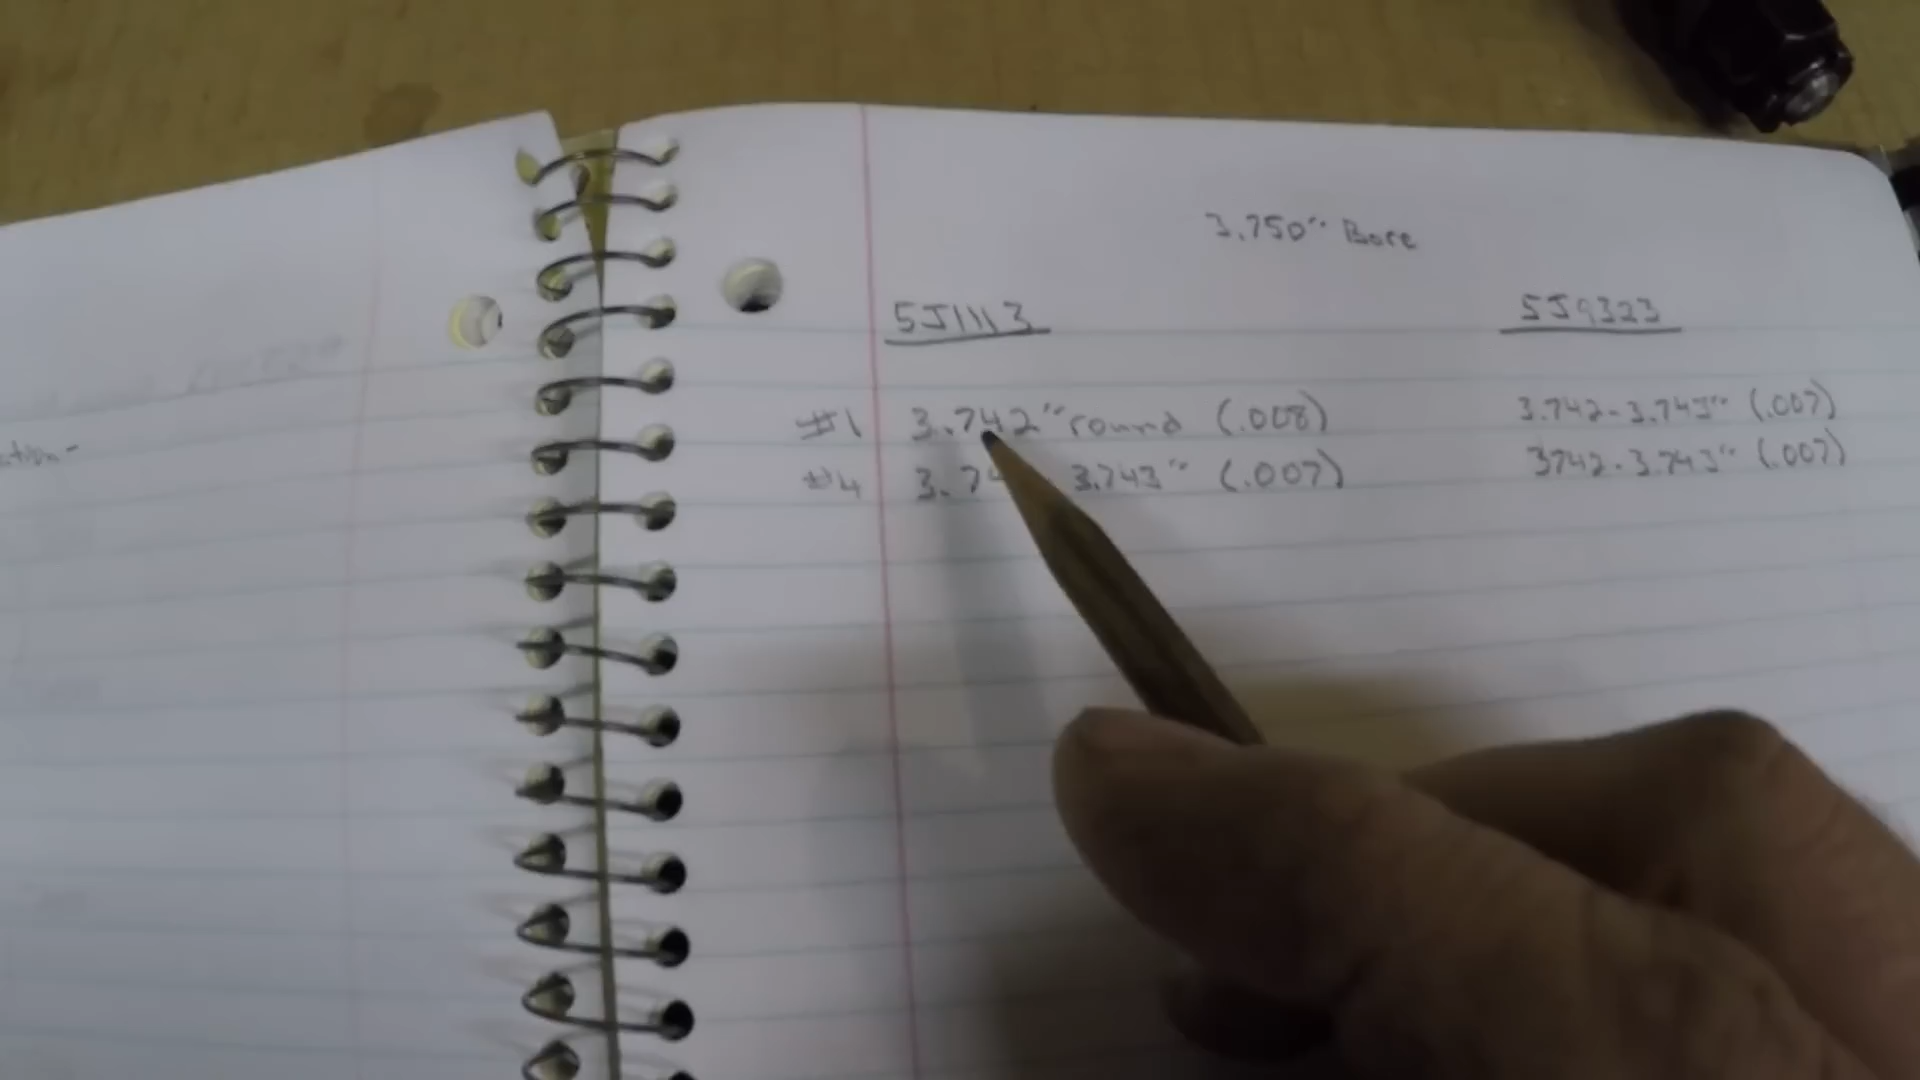 3.750" Bore
5J1113 5J9323
#1 3.742" round (.008) 3.742-3.743" (.007)
#4 3.743" (.007) 3742-3.743" (.007)